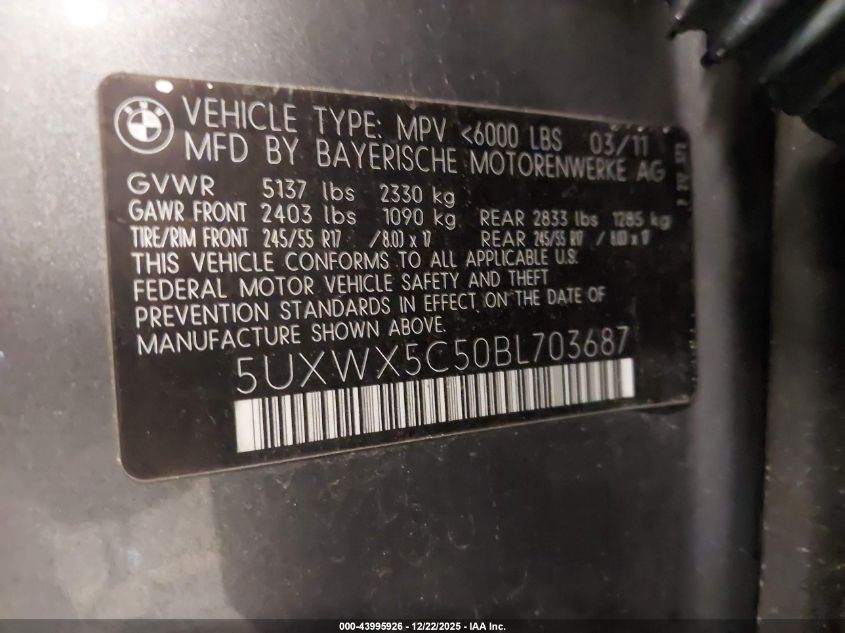 BMW
VEHICLE TYPE: MPV <6000 LBS 03/11
MFD BY BAYERISCHE MOTORENWERKE AG
GVWR 5137 lbs 2330 kg
GAWR FRONT 2403 lbs 1090 kg REAR 2833 lbs 1285 kg
TIRE/RIM FRONT 245/55 R17 /8.0J x 17 REAR 245/55 R17 / 8.0J x 17
THIS VEHICLE CONFORMS TO ALL APPLICABLE U.S.
FEDERAL MOTOR VEHICLE SAFETY AND THEFT
PREVENTION STANDARDS IN EFFECT ON THE DATE OF
MANUFACTURE SHOWN ABOVE.
5UXWX5C50BL703687
000-43995926 - 12/22/2025 - IAA Inc.